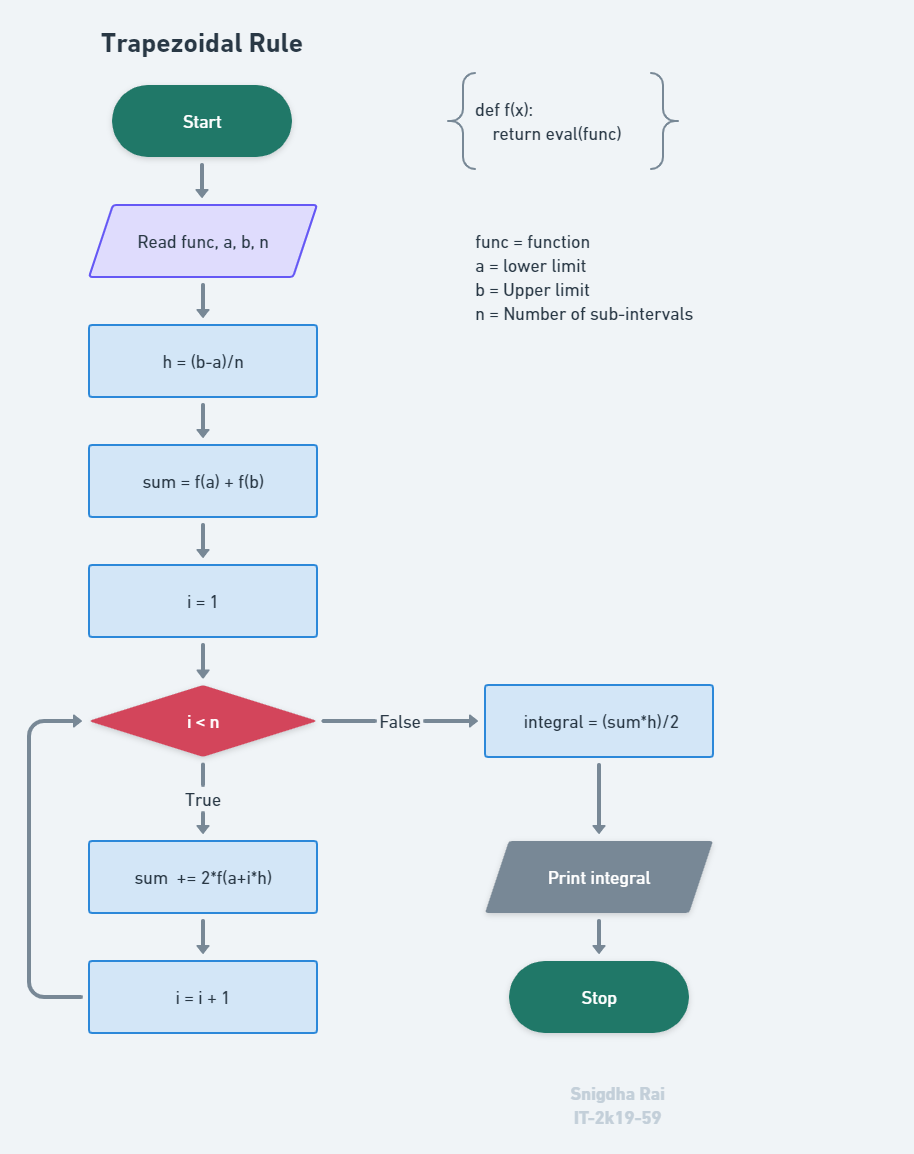 Trapezoidal Rule
Start
def f(x):
return eval(func)
Read func, a, b, n
func = function
a = lower limit
b = Upper limit
n = Number of sub-intervals
h = (b-a)/n
sum = f(a) + f(b)
i = 1
i < n
False
integral = (sum*h)/2
True
sum += 2*f(a+i*h)
Print integral
i = i + 1
Stop
Snigdha Rai
IT-2k19-59